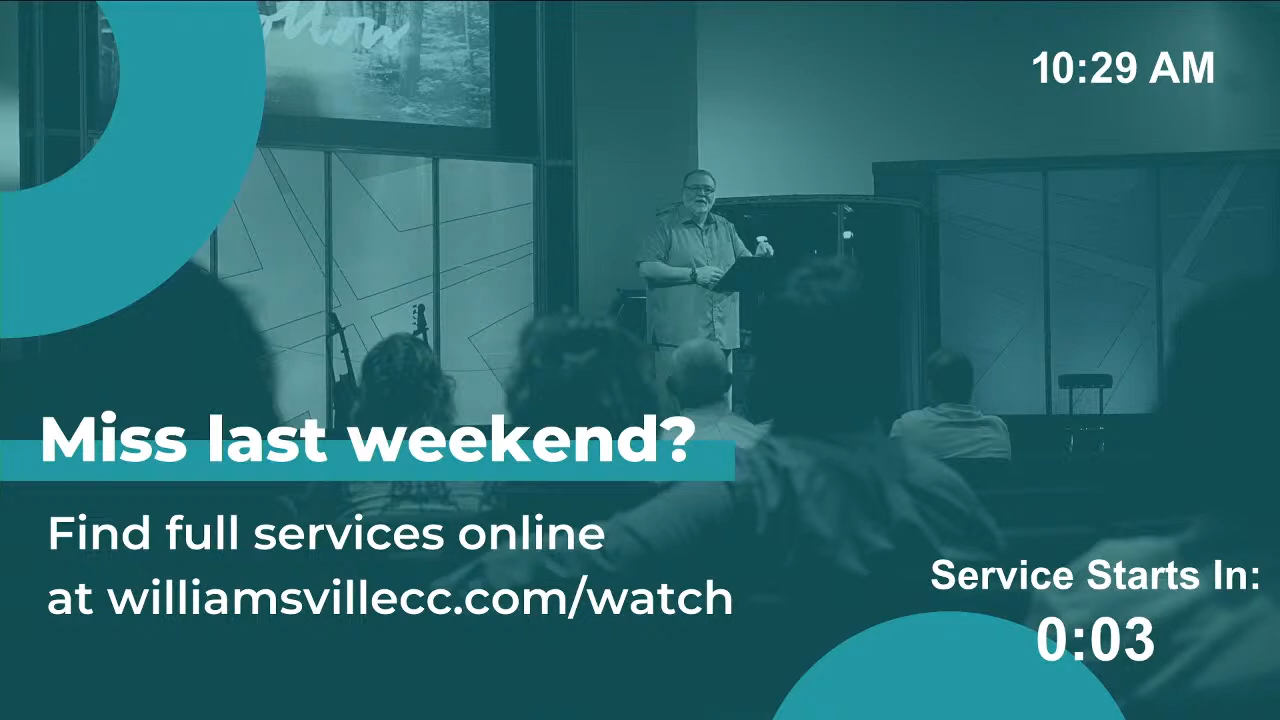 10:29 AM
Miss last weekend?
Find full services online
at williamsvillecc.com/watch
Service Starts In:
0:03